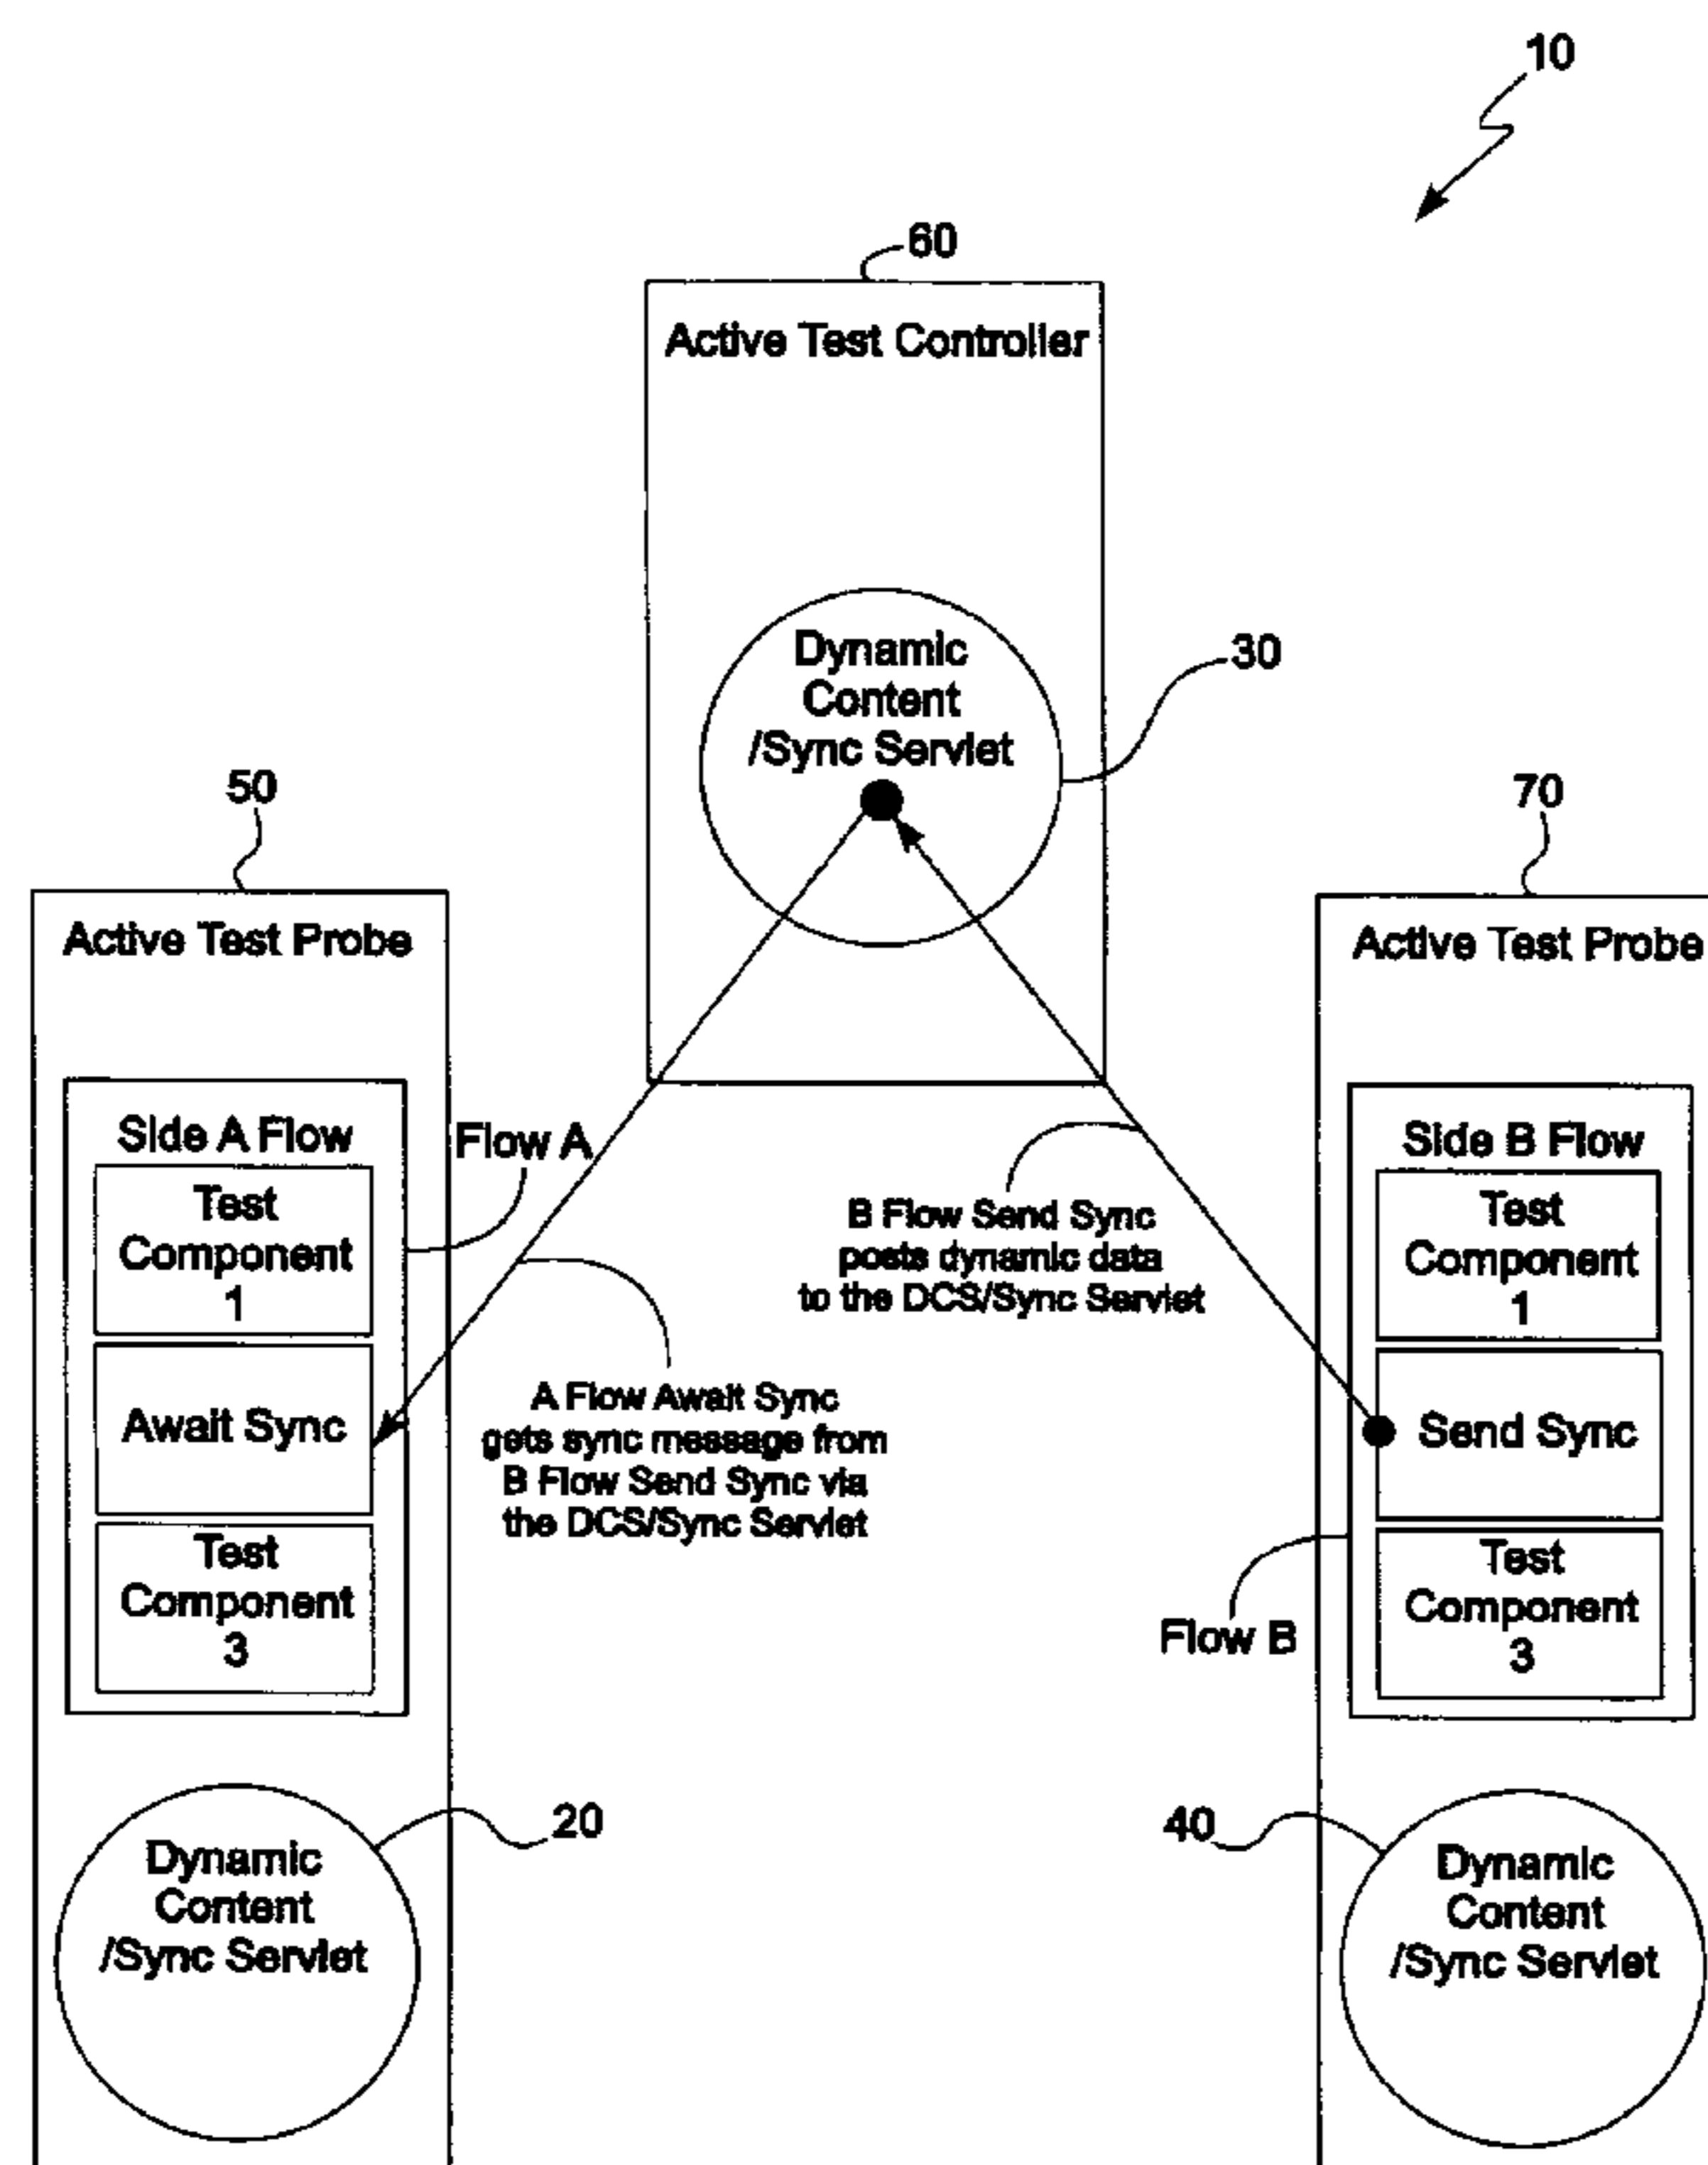 10
60
Active Test Controller
Dynamic
Content
/Sync Servlet
30
50
Active Test Probe
Side A Flow
Flow A
Test
Component
1
Await Sync
Test
Component
3
A Flow Await Sync
gets sync message from
B Flow Send Sync via
the DCS/Sync Servlet
B Flow Send Sync
posts dynamic data
to the DCS/Sync Servlet
70
Active Test Probe
Side B Flow
Test
Component
1
Send Sync
Test
Component
3
Flow B
20
Dynamic
Content
/Sync Servlet
40
Dynamic
Content
/Sync Servlet